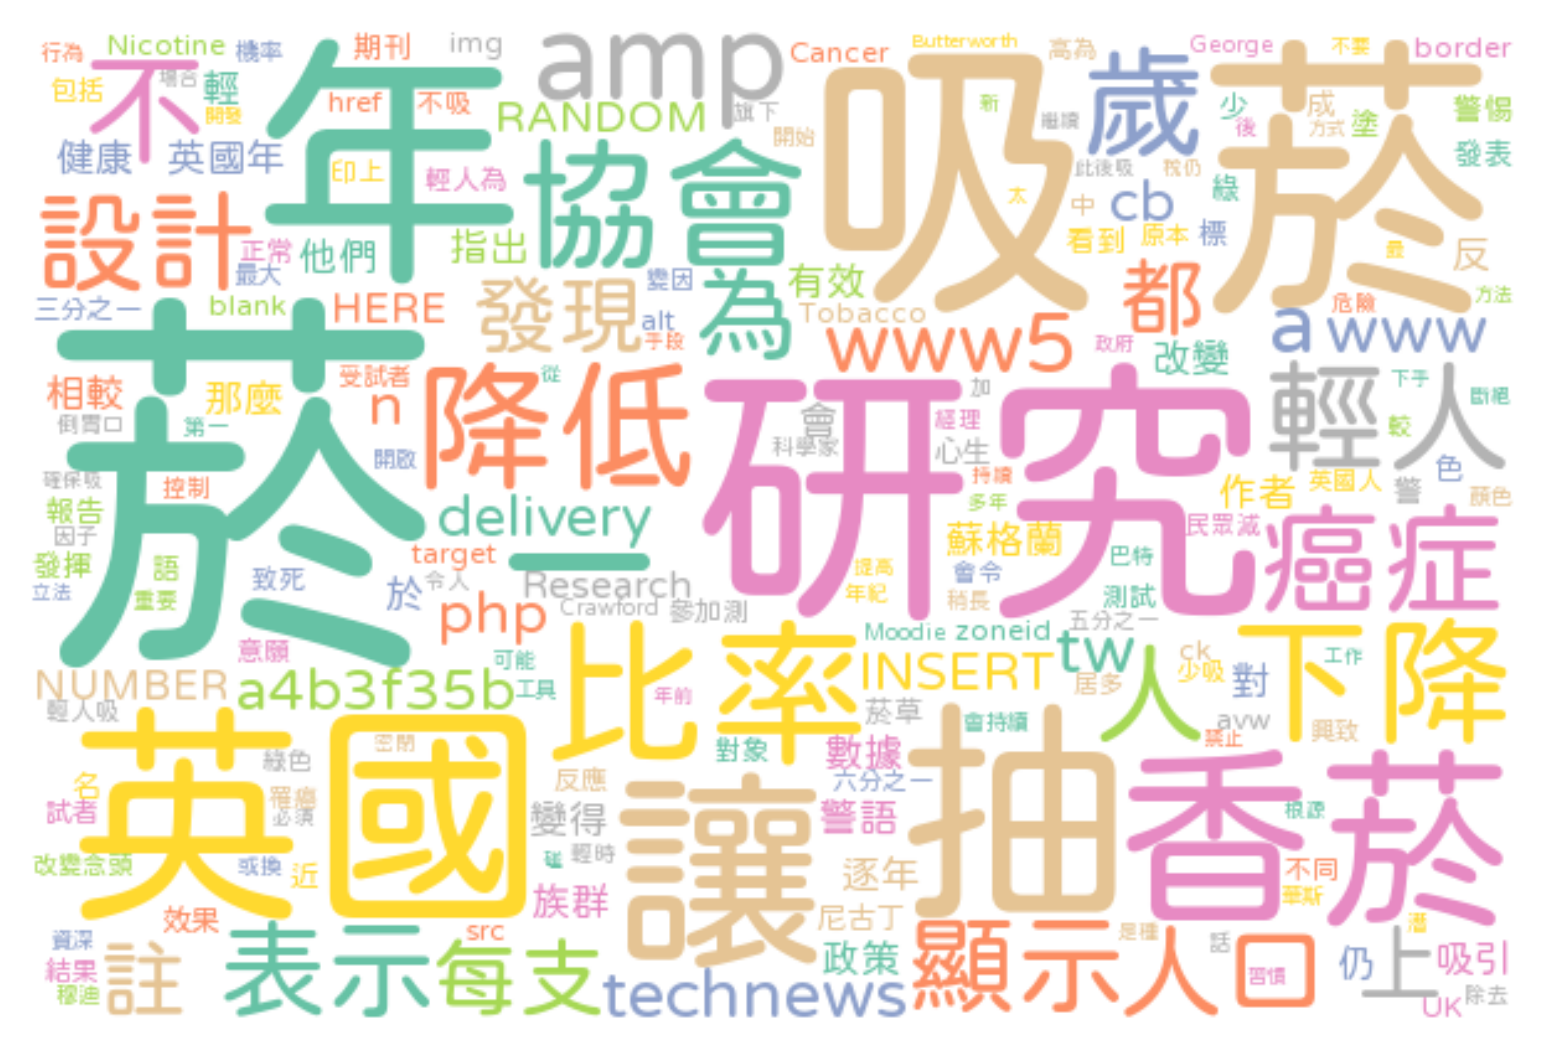 行為 Nicotine 機率 期刊 img amp Cancer Butterworth 高為 George 不要 border
包括 不 場合 輕 開發 年 href 不吸 RANDOM 旗下 開始 吸菸 新 繼續 歲 少 後 成 方式 塗 警惕
健康 英國年 印上 輕人為 協會 此後吸 稅仍 發表
設計 正常 最大 他們 指出 太 中 cb 綠 看到 原本 標 最 反
三分之一 blank HERE 發現 變因 alt 手段 為 有效 Tobacco www5 都 政府 改變 a www 危險 方法
菸 相較 那麼 受試者 n 降低 從 研究 加 輕人 下手 斷絕
倒胃口 第一 開啟 會 科學家 經理 心生 較 色
確保吸 控制 delivery 持續 多年 作者 英國人 警 顏色
報告 因子 target 蘇格蘭 民眾減 癌症
發揮 語 致死 於 令人 Research 提高 年紀 會令 稍長 巴特 測試
立法 重要 php Crawford 參加測 五分之一
意願 可能 比率 Moodie zoneid tw ck 少吸 人 對 下降 工作
NUMBER a4b3f35b 工具 年前 INSERT 居多
輕人吸 英國 密閉 菸草 會持續 avw 禁止 興致
綠色 對象 數據 抽 香菸
名 試者 罹癌 必須 反應 變得 讓 六分之一 警語 根源
改變念頭 或換 近 碰 輕時 逐年 不同 華斯
效果 族群 尼古丁 潛
資深 結果 穆迪 註 表示 src 每支 technews 政策 顯示 是種 人口 話 習慣 仍 上 吸引 除去 UK